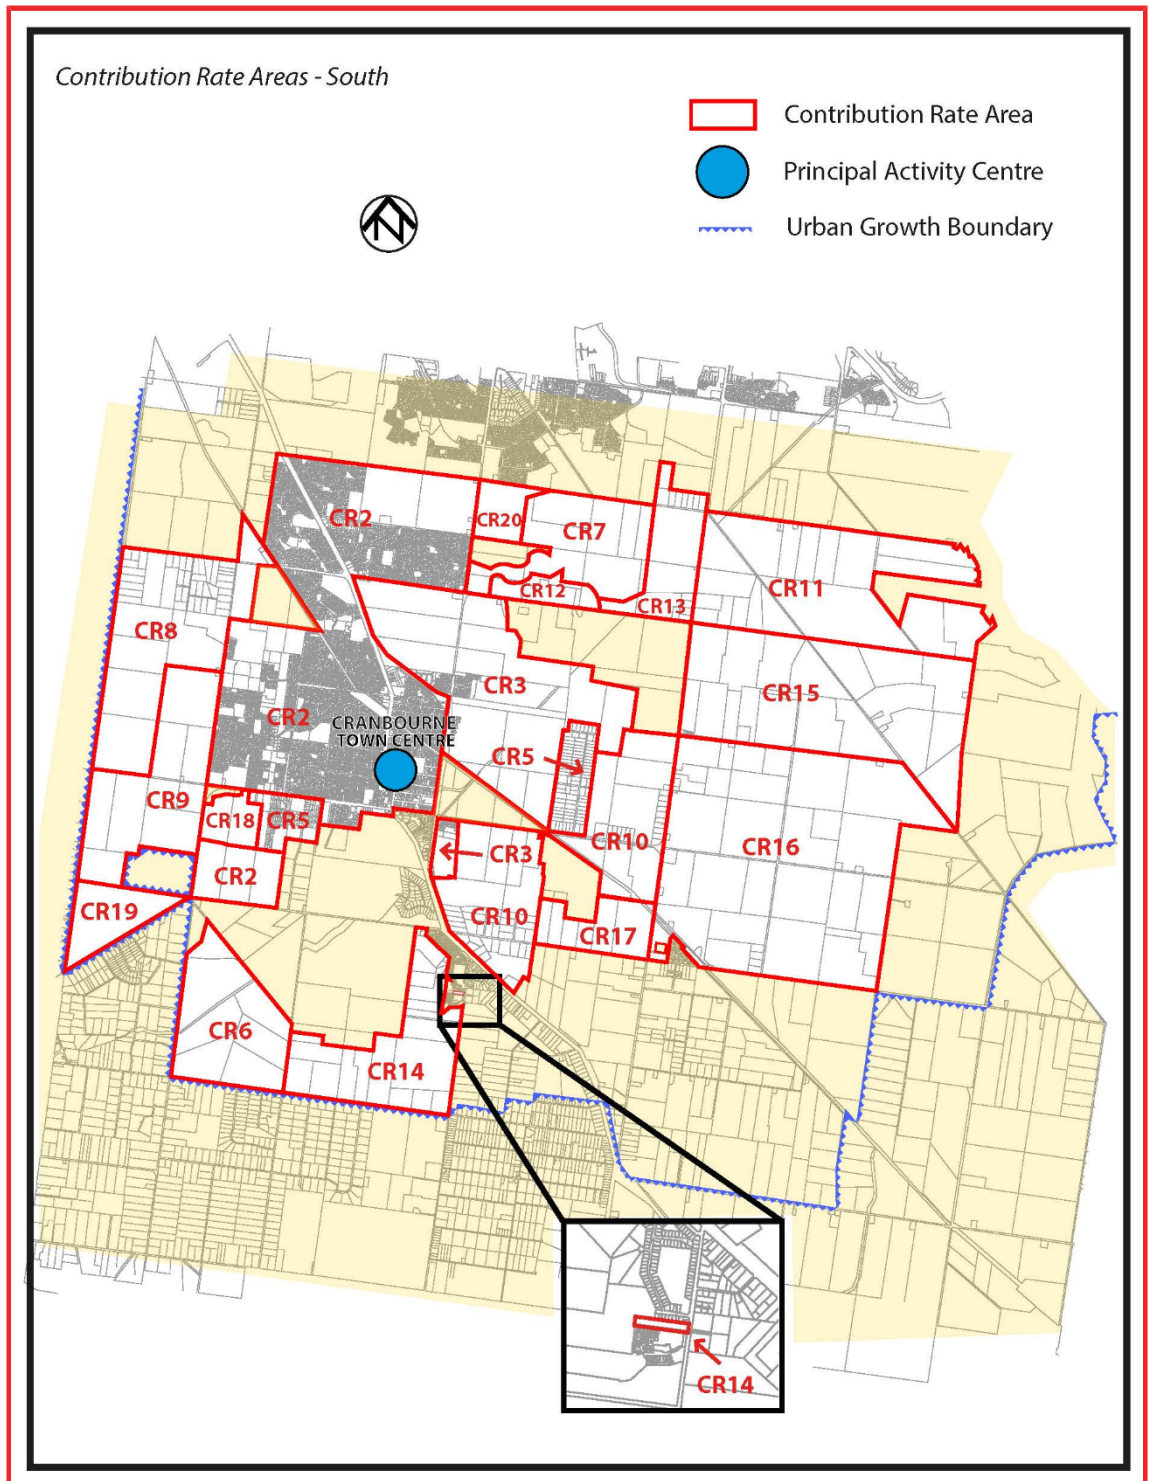 Contribution Rate Areas - South
Contribution Rate Area
Principal Activity Centre
Urban Growth Boundary
N
CR2
CR20
CR7
CR12
CR13
CR11
CR8
CR3
CR15
CR2
CRANBOURNE
TOWN CENTRE
CR5
CR9
CR18
CR5
CR10
CR16
CR3
CR2
CR19
CR10
CR17
CR6
CR14
CR14